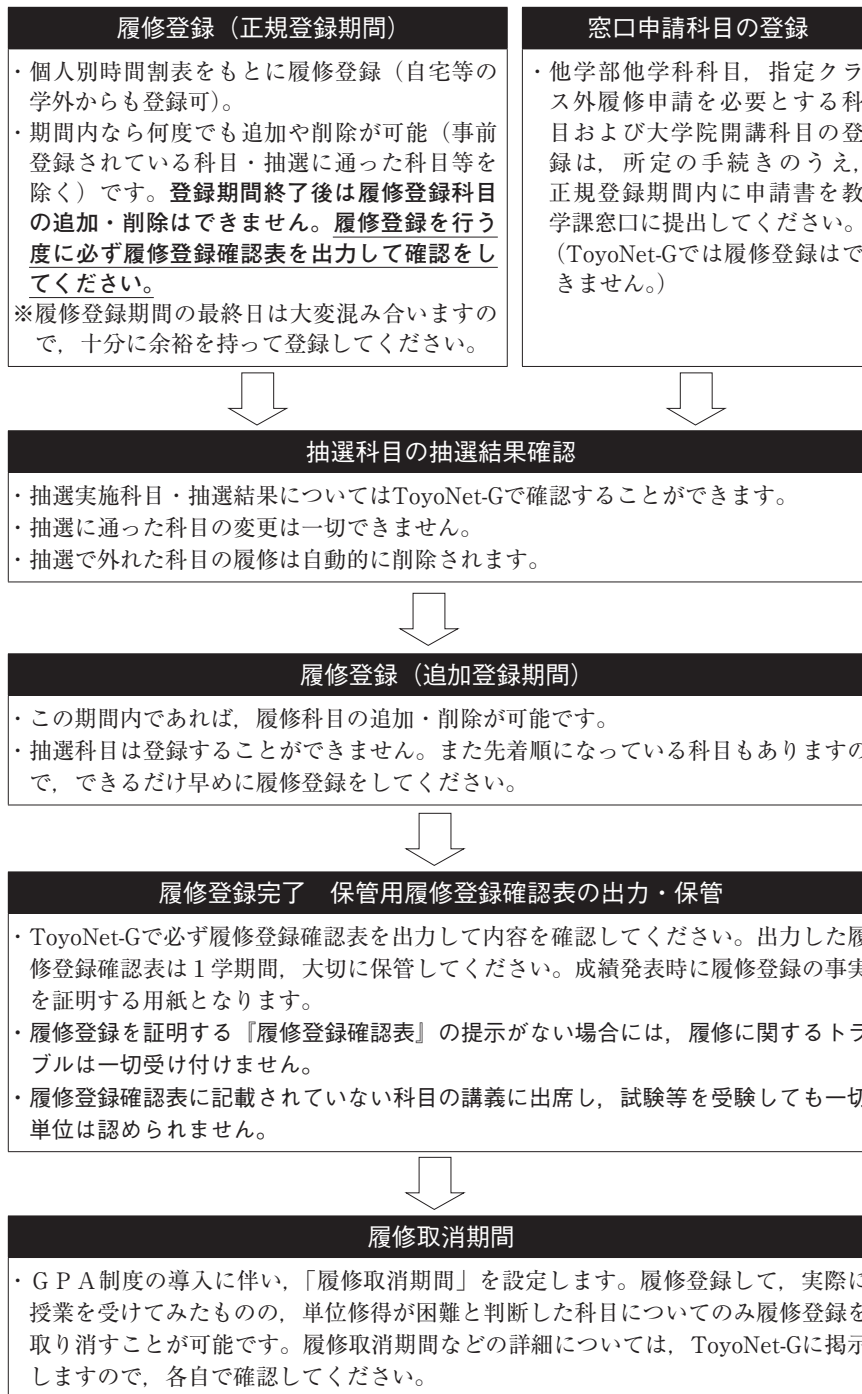 履修登録（正規登録期間）
・個人別時間割表をもとに履修登録（自宅等の
学外からも登録可）。
・期間内なら何度でも追加や削除が可能（事前
登録されている科目・抽選に通った科目等を
除く）です。登録期間終了後は履修登録科目
の追加・削除はできません。履修登録を行う
度に必ず履修登録確認表を出力して確認をし
てください。
※履修登録期間の最終日は大変混み合いますの
で，十分に余裕を持って登録してください。
窓口申請科目の登録
・他学部他学科科目，指定クラ
ス外履修申請を必要とする科
目および大学院開講科目の登
録は，所定の手続きのうえ，
正規登録期間内に申請書を教
学課窓口に提出してください。
（ToyoNet-Gでは履修登録はで
きません。）
抽選科目の抽選結果確認
・抽選実施科目・抽選結果についてはToyoNet-Gで確認することができます。
・抽選に通った科目の変更は一切できません。
・抽選で外れた科目の履修は自動的に削除されます。
履修登録（追加登録期間）
・この期間内であれば，履修科目の追加・削除が可能です。
・抽選科目は登録することができません。また先着順になっている科目もありますの
で，できるだけ早めに履修登録をしてください。
履修登録完了　保管用履修登録確認表の出力・保管
・ToyoNet-Gで必ず履修登録確認表を出力して内容を確認してください。出力した履
修登録確認表は１学期間，大切に保管してください。成績発表時に履修登録の事実
を証明する用紙となります。
・履修登録を証明する『履修登録確認表』の提示がない場合には，履修に関するトラ
ブルは一切受け付けません。
・履修登録確認表に記載されていない科目の講義に出席し，試験等を受験しても一切
単位は認められません。
履修取消期間
・ＧＰＡ制度の導入に伴い，「履修取消期間」を設定します。履修登録して，実際に
授業を受けてみたものの，単位修得が困難と判断した科目についてのみ履修登録を
取り消すことが可能です。履修取消期間などの詳細については，ToyoNet-Gに掲示
しますので，各自で確認してください。